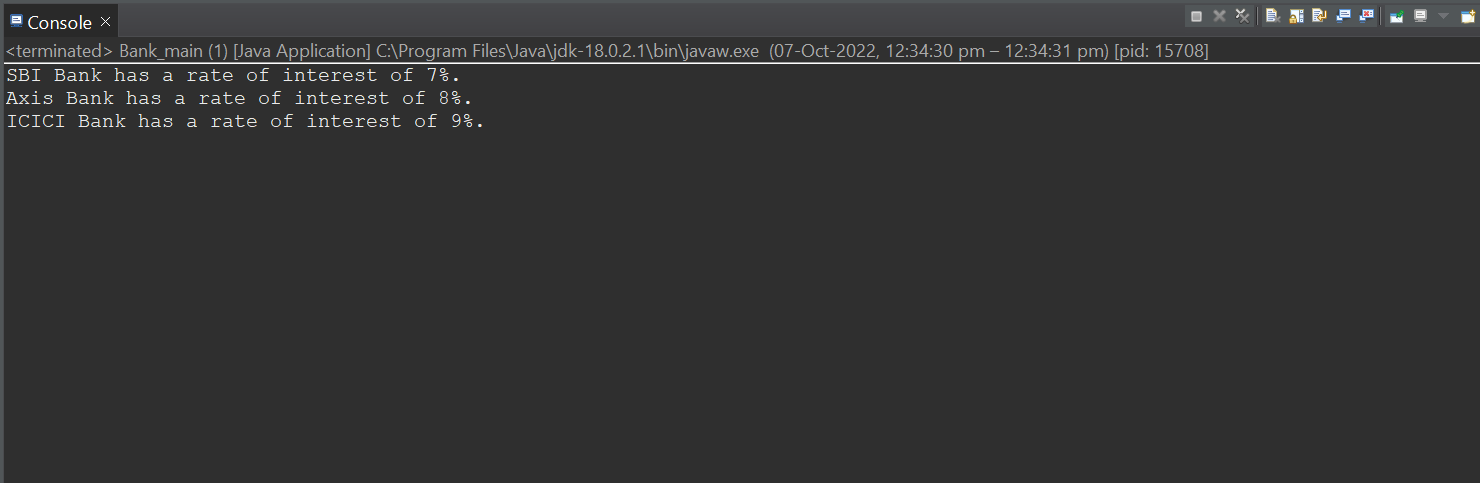 Console
<terminated> Bank_main (1) [Java Application] C:\Program Files\Java\jdk-18.0.2.1\bin\javaw.exe (07-Oct-2022, 12:34:30 pm – 12:34:31 pm) [pid: 15708]
SBI Bank has a rate of interest of 7%.
Axis Bank has a rate of interest of 8%.
ICICI Bank has a rate of interest of 9%.